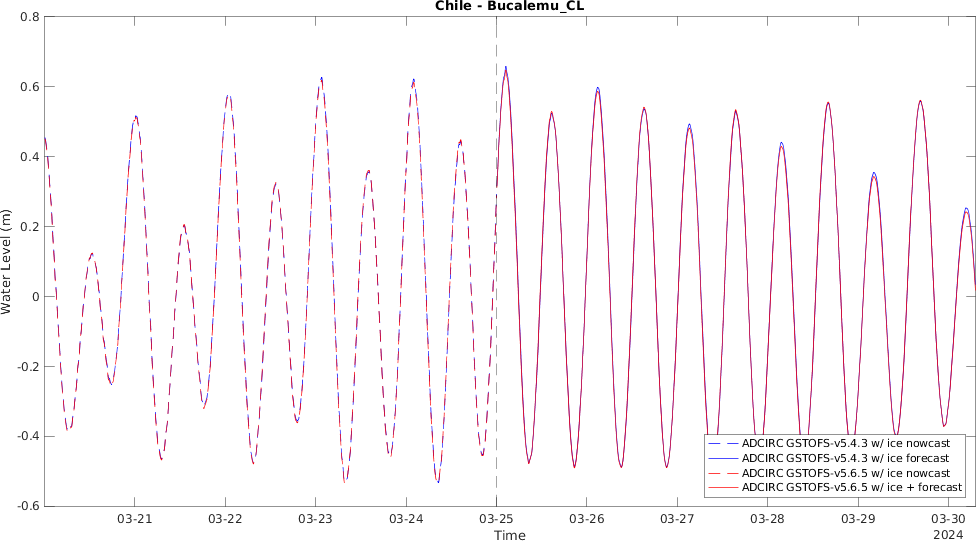 Chile - Bucalemu_CL
0.8
0.6
0.4
0.2
0
-0.2
-0.4
-0.6
Water Level (m)
ADCIRC GSTOFS-v5.4.3 w/ ice nowcast
ADCIRC GSTOFS-v5.4.3 w/ ice forecast
ADCIRC GSTOFS-v5.6.5 w/ ice nowcast
ADCIRC GSTOFS-v5.6.5 w/ ice + forecast
03-21 03-22 03-23 03-24 03-25 03-26 03-27 03-28 03-29 03-30
Time
2024